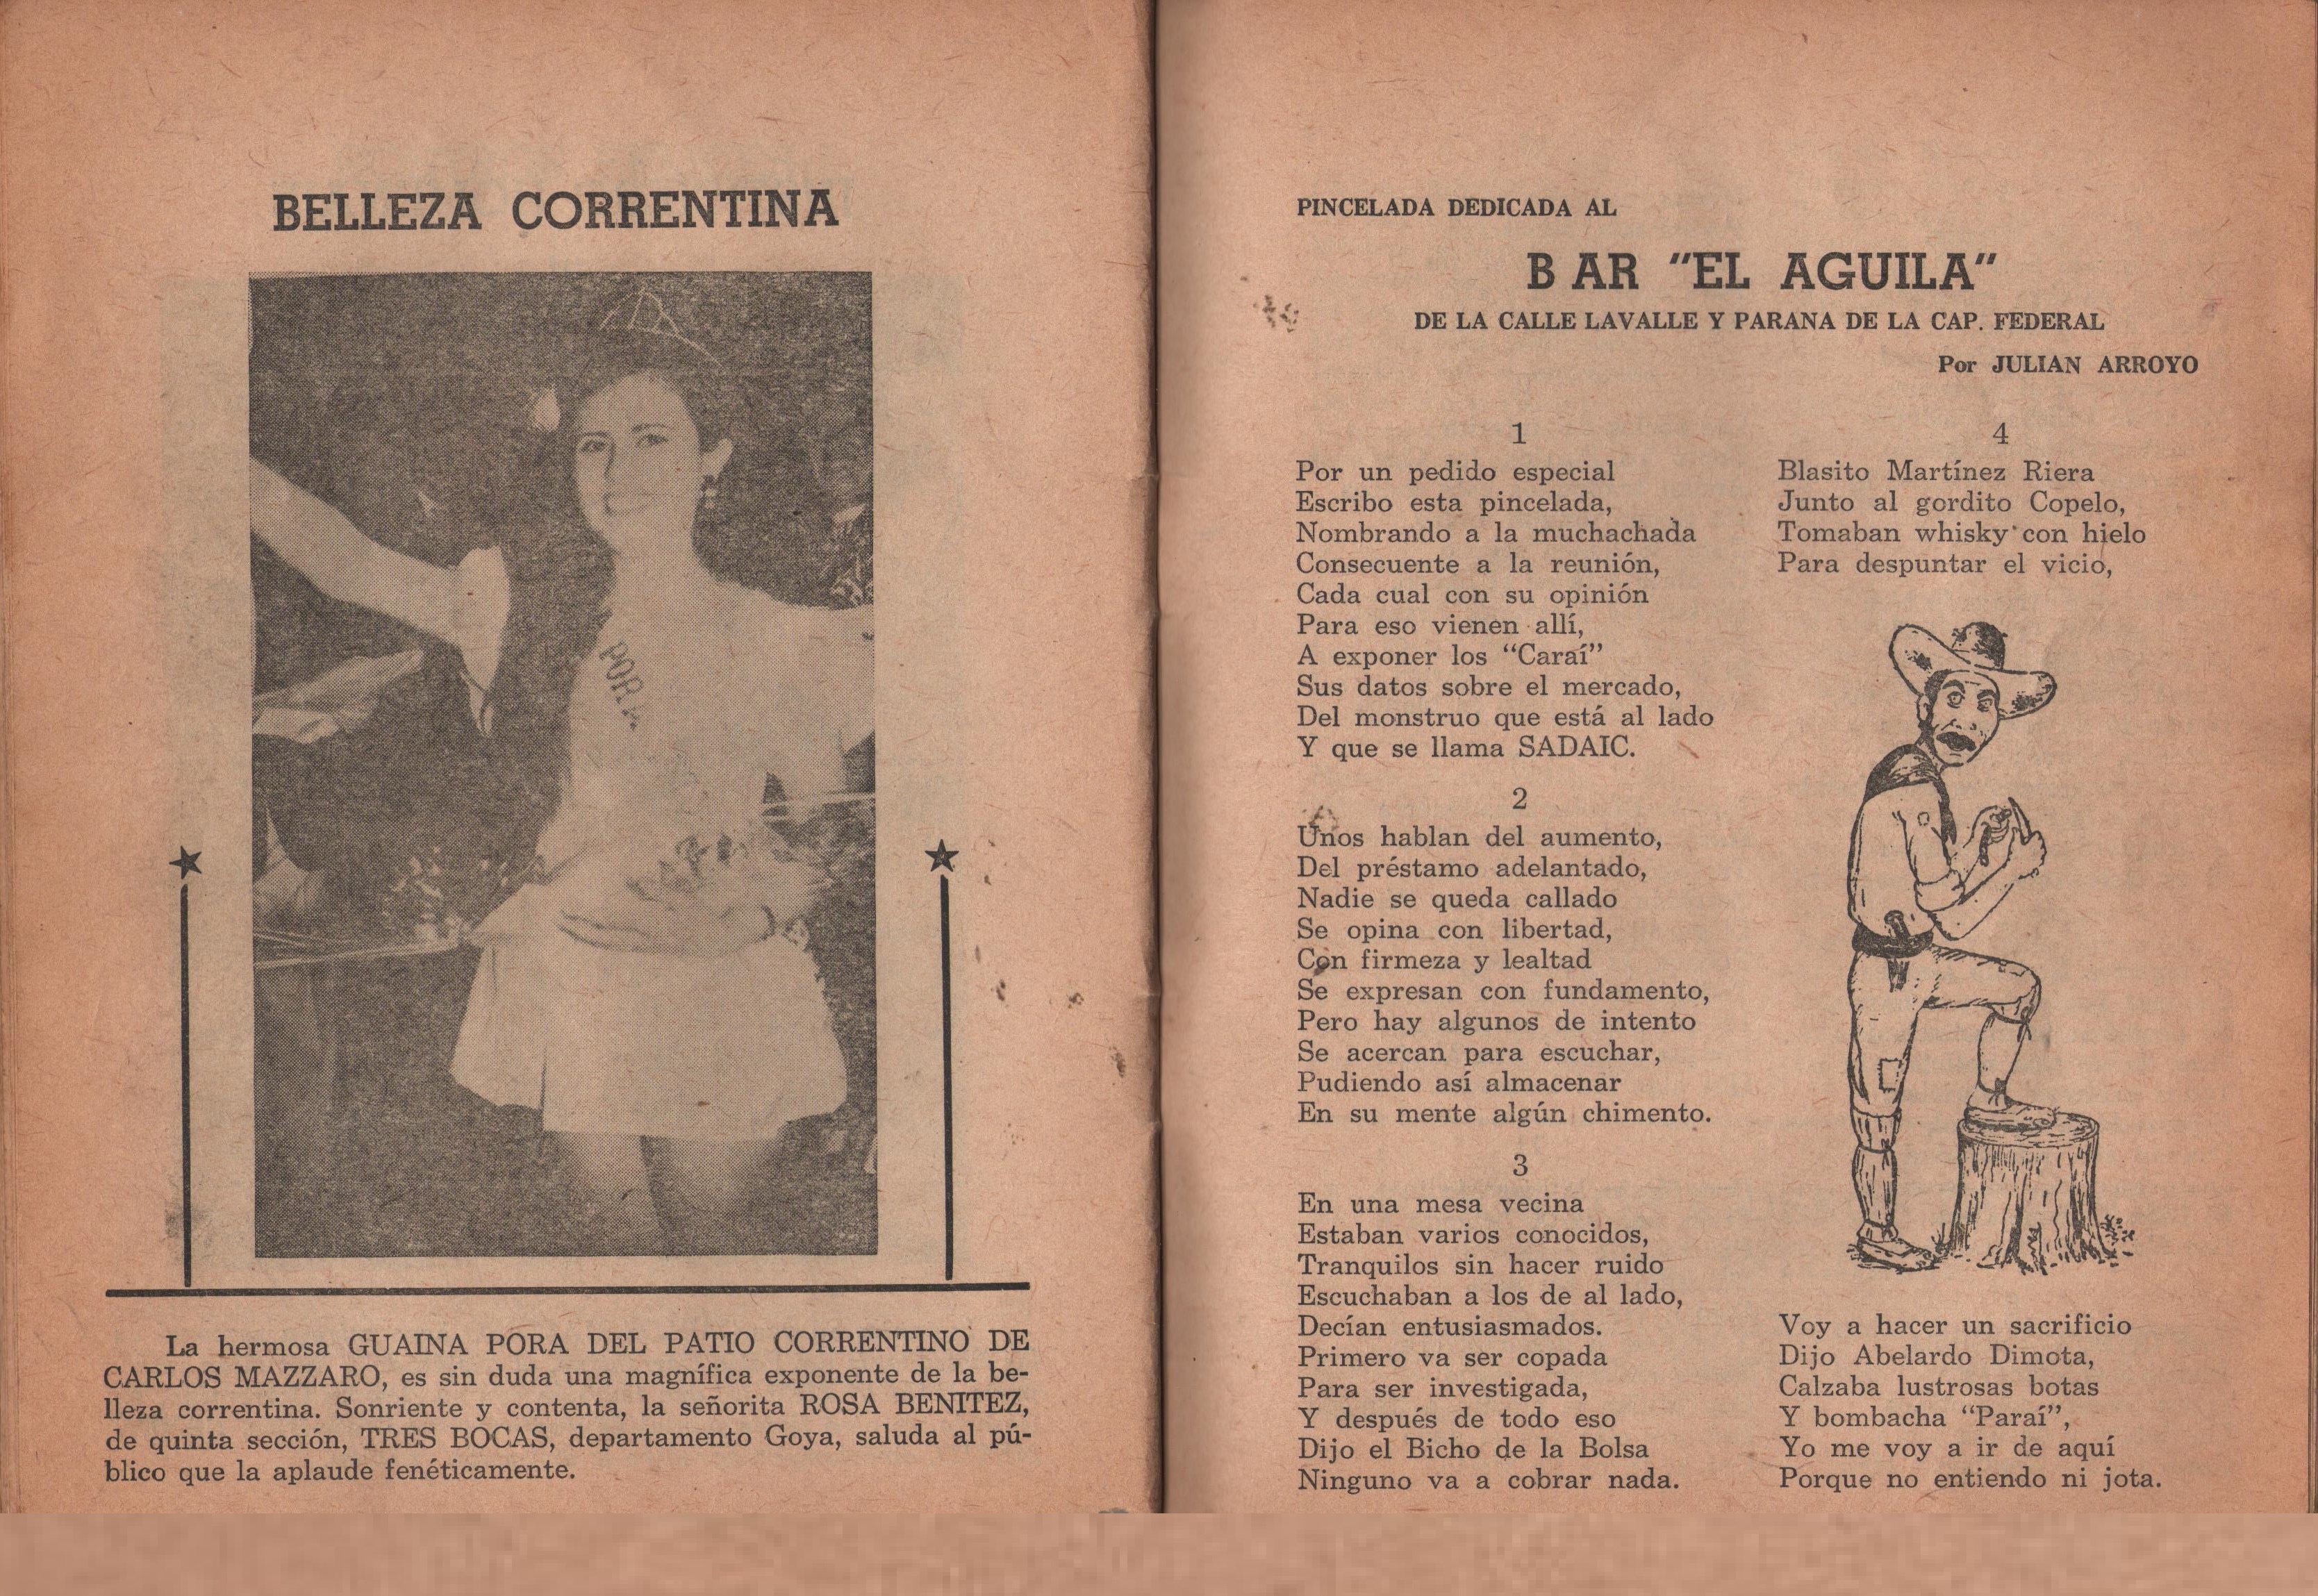 BELLEZA CORRENTINA
PORA
La hermosa GUAINA PORA DEL PATIO CORRENTINO DE
CARLOS MAZZARO, es sin duda una magnífica exponente de la be-
lleza correntina. Sonriente y contenta, la señorita ROSA BENITEZ,
de quinta sección, TRES BOCAS, departamento Goya, saluda al pú-
blico que la aplaude fenéticamente.
PINCELADA DEDICADA AL
B AR "EL AGUILA"
DE LA CALLE LAVALLE Y PARANA DE LA CAP. FEDERAL
Por JULIAN ARROYO
1
Por un pedido especial
Escribo esta pincelada,
Nombrando a la muchachada
Consecuente a la reunión,
Cada cual con su opinión
Para eso vienen allí,
A exponer los "Caraí"
Sus datos sobre el mercado,
Del monstruo que está al lado
Y que se llama SADAIC.
2
Unos hablan del aumento,
Del préstamo adelantado,
Nadie se queda callado
Se opina con libertad,
Con firmeza y lealtad
Se expresan con fundamento,
Pero hay algunos de intento
Se acercan para escuchar,
Pudiendo así almacenar
En su mente algún chimento.
3
En una mesa vecina
Estaban varios conocidos,
Tranquilos sin hacer ruido
Escuchaban a los de al lado,
Decían entusiasmados.
Primero va ser copada
Para ser investigada,
Y después de todo eso
Dijo el Bicho de la Bolsa
Ninguno va a cobrar nada.
4
Blasito Martínez Riera
Junto al gordito Copelo,
Tomaban whisky con hielo
Para despuntar el vicio,
Voy a hacer un sacrificio
Dijo Abelardo Dimota,
Calzaba lustrosas botas
Y bombacha "Paraí",
Yo me voy a ir de aquí
Porque no entiendo ni jota.